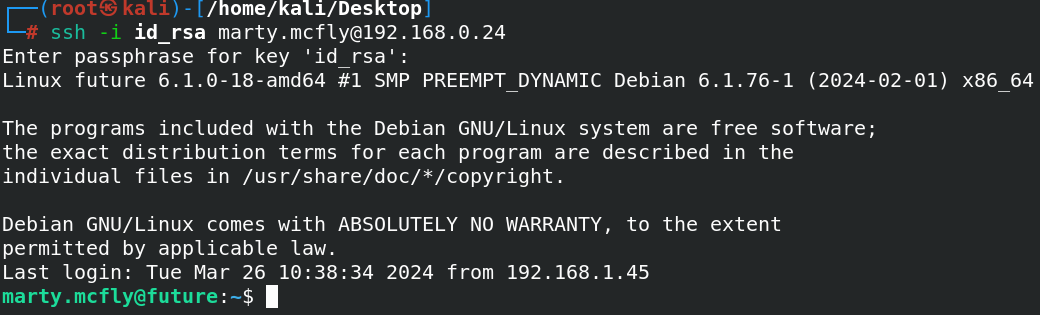 ┌──(root㉿kali)-[/home/kali/Desktop]
└─# ssh -i id_rsa marty.mcfly@192.168.0.24
Enter passphrase for key 'id_rsa':
Linux future 6.1.0-18-amd64 #1 SMP PREEMPT_DYNAMIC Debian 6.1.76-1 (2024-02-01) x86_64
The programs included with the Debian GNU/Linux system are free software;
the exact distribution terms for each program are described in the
individual files in /usr/share/doc/*/copyright.
Debian GNU/Linux comes with ABSOLUTELY NO WARRANTY, to the extent
permitted by applicable law.
Last login: Tue Mar 26 10:38:34 2024 from 192.168.1.45
marty.mcfly@future:~$